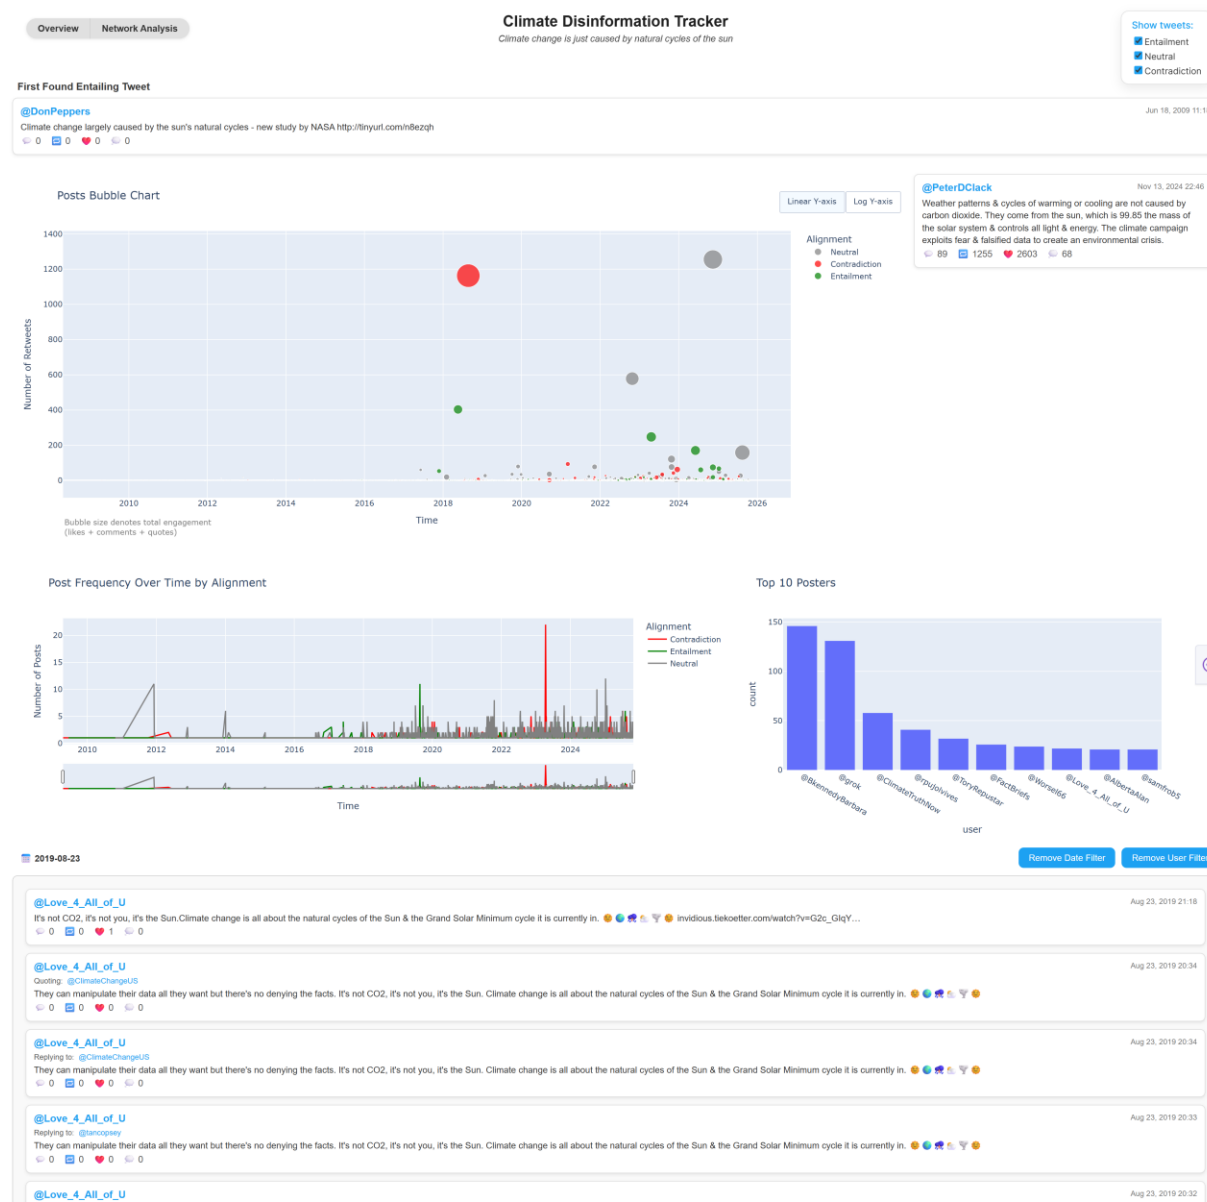 Overview Network Analysis
Climate Disinformation Tracker
Climate change is just caused by natural cycles of the sun
Show tweets:
Entailment
Neutral
Contradiction
First Found Entailing Tweet
@DonPeppers
Jun 18, 2009 11:1
Climate change largely caused by the sun's natural cycles - new study by NASA http://tinyurl.com/n8ezqh
0 0 0 0
Posts Bubble Chart
Linear Y-axis Log Y-axis
1400
1200
1000
800
600
400
200
0
Number of Retweets
2010 2012 2014 2016 2018 2020 2022 2024 2026
Time
Bubble size denotes total engagement
(likes + comments + quotes)
Alignment
Neutral
Contradiction
Entailment
@PeterDClack
Nov 13, 2024 22:46
Weather patterns & cycles of warming or cooling are not caused by
carbon dioxide. They come from the sun, which is 99.85 the mass of
the solar system & controls all light & energy. The climate campaign
exploits fear & falsified data to create an environmental crisis.
89 1255 2603 68
Post Frequency Over Time by Alignment
20
15
10
5
0
Number of Posts
2010 2012 2014 2016 2018 2020 2022 2024
Time
Alignment
Contradiction
Entailment
Neutral
Top 10 Posters
150
100
50
0
count
@BkennedyBarbara
@grok
@ClimateTruthNow
@rpujolvives
@ToryRepustar
@FactBriefs
@Worsel66
@Love_4_All_of_U
@AlbertaAlan
@samfrob5
user
2019-08-23
Remove Date Filter Remove User Filter
@Love_4_All_of_U
Aug 23, 2019 21:18
It's not CO2, it's not you, it's the Sun.Climate change is all about the natural cycles of the Sun & the Grand Solar Minimum cycle it is currently in. invidious.tiekoetter.com/watch?v=G2c_GIqY…
0 0 1 0
@Love_4_All_of_U
Aug 23, 2019 20:34
Quoting: @ClimateChangeUS
They can manipulate their data all they want but there's no denying the facts. It's not CO2, it's not you, it's the Sun. Climate change is all about the natural cycles of the Sun & the Grand Solar Minimum cycle it is currently in.
0 0 0 0
@Love_4_All_of_U
Aug 23, 2019 20:34
Replying to: @ClimateChangeUS
They can manipulate their data all they want but there's no denying the facts. It's not CO2, it's not you, it's the Sun. Climate change is all about the natural cycles of the Sun & the Grand Solar Minimum cycle it is currently in.
0 0 0 0
@Love_4_All_of_U
Aug 23, 2019 20:33
Replying to: @tancopsey
They can manipulate their data all they want but there's no denying the facts. It's not CO2, it's not you, it's the Sun. Climate change is all about the natural cycles of the Sun & the Grand Solar Minimum cycle it is currently in.
0 0 0 0
@Love_4_All_of_U
Aug 23, 2019 20:32